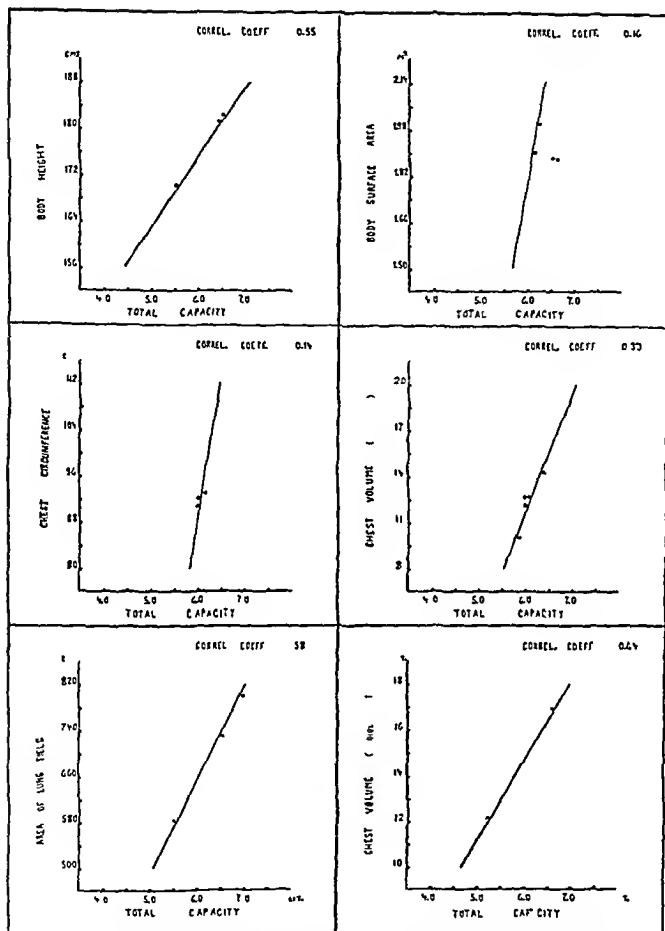 CORREL. COEFF 0.55
CMS
188
180
172
164
156
BODY HEIGHT
4.0 5.0 6.0 7.0
TOTAL CAPACITY
CORREL. COEFF. 0.16
M²
2.14
1.98
1.82
1.66
1.50
BODY SURFACE AREA
4.0 5.0 6.0 7.0
TOTAL CAPACITY
CORREL. COEFF. 0.14
112
104
96
88
80
CHEST CIRCUMFERENCE
4.0 5.0 6.0 7.0
TOTAL CAPACITY
CORREL. COEFF
20
17
14
11
8
CHEST VOLUME ( )
4.0 5.0 6.0 7.0
TOTAL CAPACITY
CORREL. COEFF 58
820
740
660
580
500
AREA OF LUNG FIELD
4.0 5.0 6.0 7.0
TOTAL CAPACITY
CORREL. COEFF 0.64
18
16
14
12
10
CHEST VOLUME (
4.0 5.0 6.0 7.0
TOTAL CAP'CITY